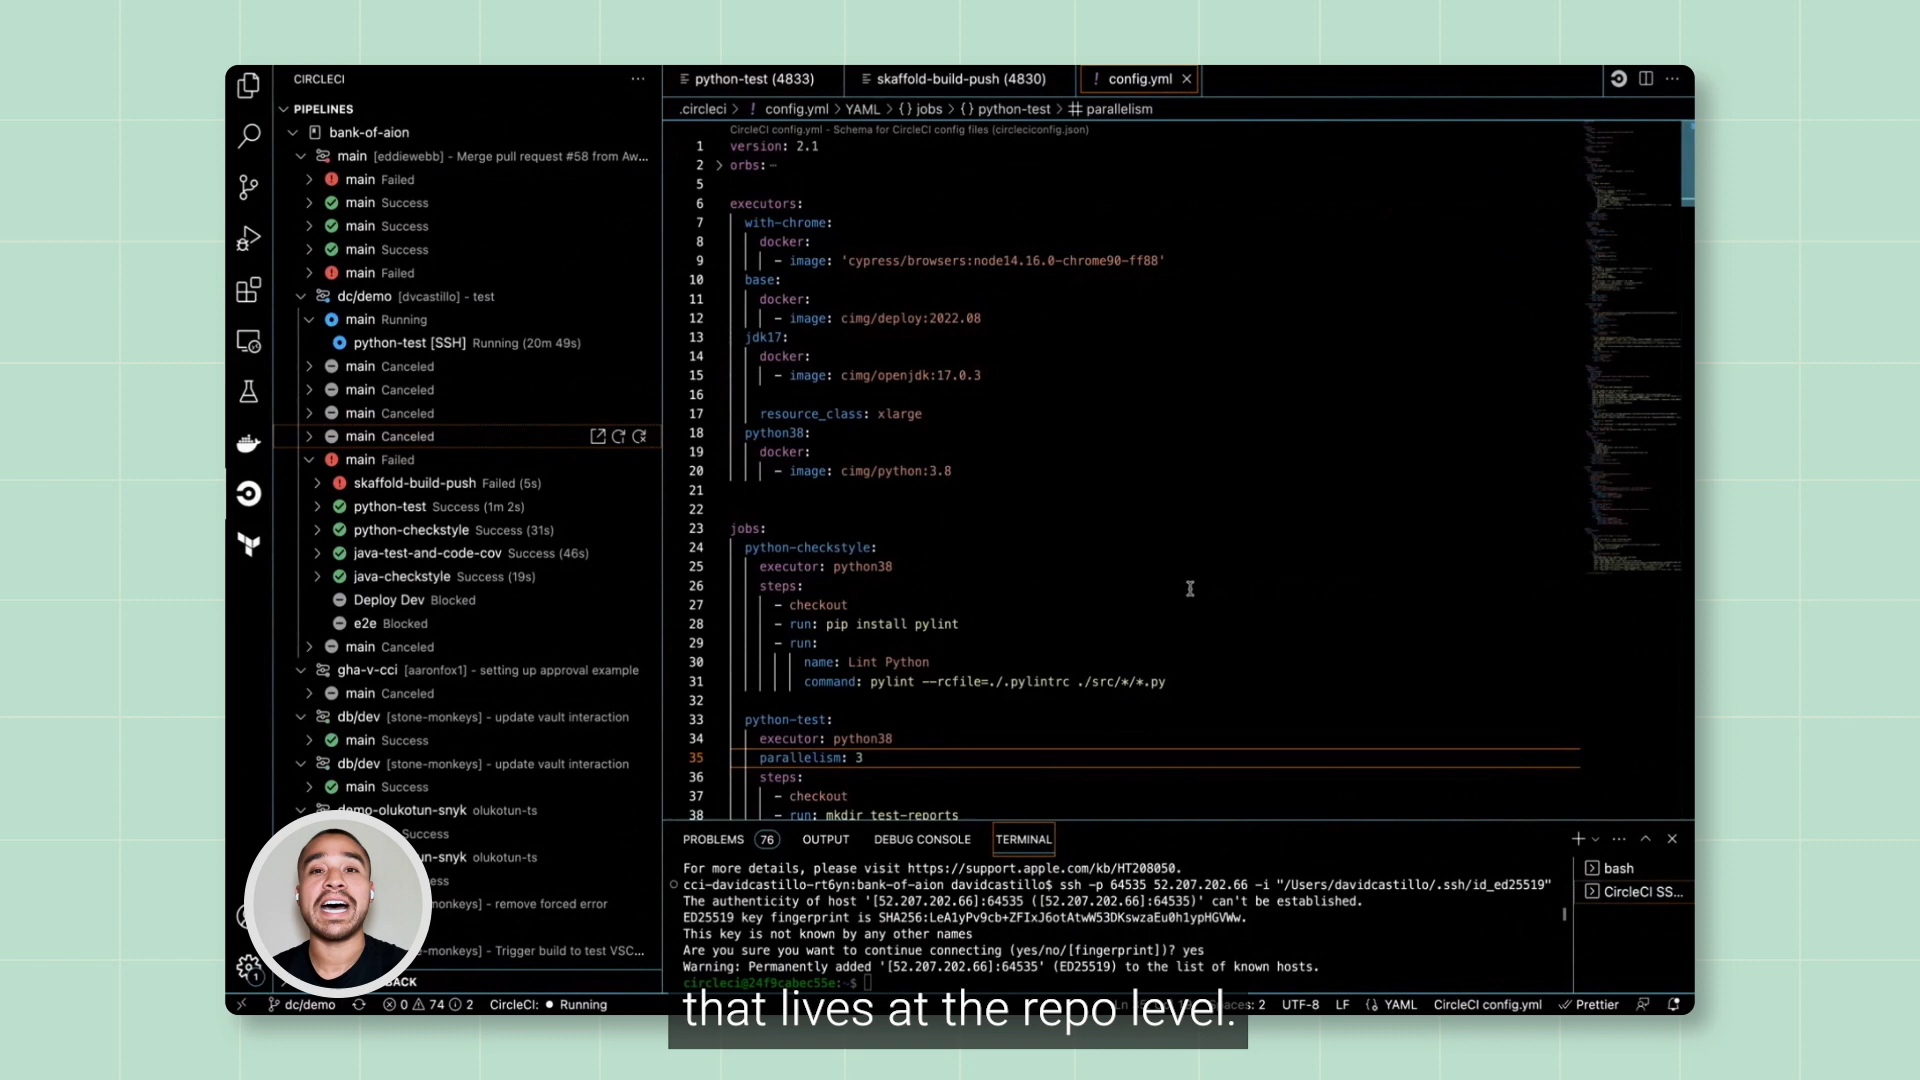 CIRCLECI
PIPELINES
bank-of-aion
main [eddiewebb] - Merge pull request #58 from Aw...
main Failed
main Success
main Success
main Success
main Failed
dc/demo [dvcastillo] - test
main Running
python-test [SSH] Running (20m 49s)
main Canceled
main Canceled
main Canceled
main Canceled
main Failed
skaffold-build-push Failed (5s)
python-test Success (1m 2s)
python-checkstyle Success (31s)
java-test-and-code-cov Success (46s)
java-checkstyle Success (19s)
Deploy Dev Blocked
e2e Blocked
main Canceled
gha-v-cci [aaronfox1] - setting up approval example
main Canceled
db/dev [stone-monkeys] - update vault interaction
main Success
db/dev [stone-monkeys] - update vault interaction
main Success
demo-olukotun-snyk olukotun-ts
Success
un-snyk olukotun-ts
ess
monkeys] - remove forced error
e-monkeys] - Trigger build to test VSC...
BACK
python-test (4833)
skaffold-build-push (4830)
! config.yml
.circleci > ! config.yml > YAML > {} jobs > {} python-test > # parallelism
CircleCI config.yml - Schema for CircleCI config files (circleciconfig.json)
1 version: 2.1
2 orbs:
5
6 executors:
7 with-chrome:
8 docker:
9 - image: 'cypress/browsers:node14.16.0-chrome90-ff88'
10 base:
11 docker:
12 - image: cimg/deploy:2022.08
13 jdk17:
14 docker:
15 - image: cimg/openjdk:17.0.3
16
17 resource_class: xlarge
18 python38:
19 docker:
20 - image: cimg/python:3.8
21
22
23 jobs:
24 python-checkstyle:
25 executor: python38
26 steps:
27 - checkout
28 - run: pip install pylint
29 - run:
30 name: Lint Python
31 command: pylint --rcfile=./.pylintrc ./src/*/*.py
32
33 python-test:
34 executor: python38
35 parallelism: 3
36 steps:
37 - checkout
38 - run: mkdir test-reports
PROBLEMS 76 OUTPUT DEBUG CONSOLE TERMINAL
For more details, please visit https://support.apple.com/kb/HT208050.
cci-davidcastillo-rt6yn:bank-of-aion davidcastillo$ ssh -p 64535 52.207.202.66 -i "/Users/davidcastillo/.ssh/id_ed25519"
The authenticity of host '[52.207.202.66]:64535 ([52.207.202.66]:64535)' can't be established.
ED25519 key fingerprint is SHA256:LeA1yPv9cb+ZFIxJ6otAtwW53DKswzaEu0h1ypHGVWw.
This key is not known by any other names
Are you sure you want to continue connecting (yes/no/[fingerprint])? yes
Warning: Permanently added '[52.207.202.66]:64535' (ED25519) to the list of known hosts.
circleci@24f9cabec55e:~$
bash
CircleCI SS...
1
dc/demo 0 74 2 CircleCI: Running
: 2 UTF-8 LF YAML CircleCI config.yml Prettier
that lives at the repo level.